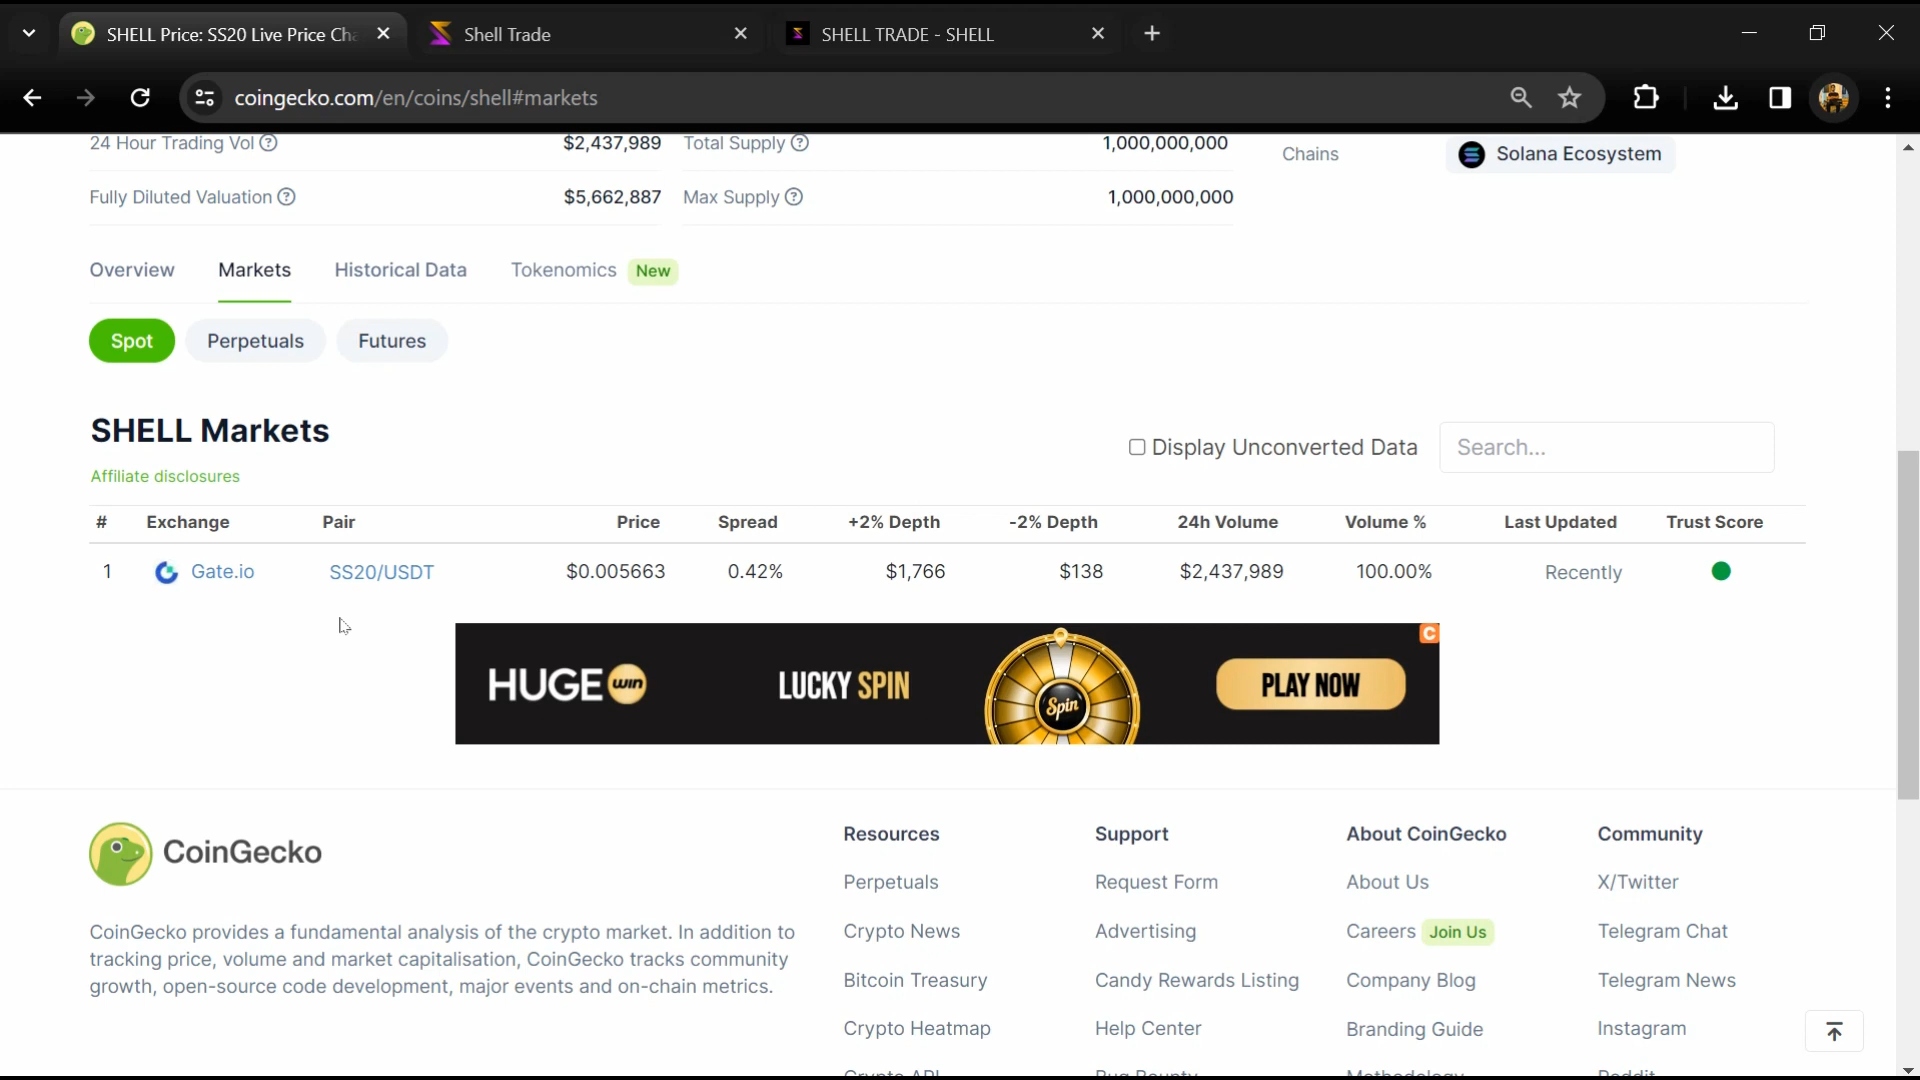 SHELL Price: SS20 Live Price Cha
Shell Trade
SHELL TRADE - SHELL
coingecko.com/en/coins/shell#markets
24 Hour Trading Vol ? $2,437,989 Total Supply ? 1,000,000,000 Chains Solana Ecosystem
Fully Diluted Valuation ? $5,662,887 Max Supply ? 1,000,000,000
Overview Markets Historical Data Tokenomics New
Spot Perpetuals Futures
SHELL Markets
Display Unconverted Data Search...
Affiliate disclosures
# Exchange Pair Price Spread +2% Depth -2% Depth 24h Volume Volume % Last Updated Trust Score
1 Gate.io SS20/USDT $0.005663 0.42% $1,766 $138 $2,437,989 100.00% Recently
HUGE win LUCKY SPIN Spin PLAY NOW
C
CoinGecko
CoinGecko provides a fundamental analysis of the crypto market. In addition to
tracking price, volume and market capitalisation, CoinGecko tracks community
growth, open-source code development, major events and on-chain metrics.
Resources
Perpetuals
Crypto News
Bitcoin Treasury
Crypto Heatmap
Crypto API
Support
Request Form
Advertising
Candy Rewards Listing
Help Center
Bug Bounty
About CoinGecko
About Us
Careers Join Us
Company Blog
Branding Guide
Methodology
Community
X/Twitter
Telegram Chat
Telegram News
Instagram
Reddit